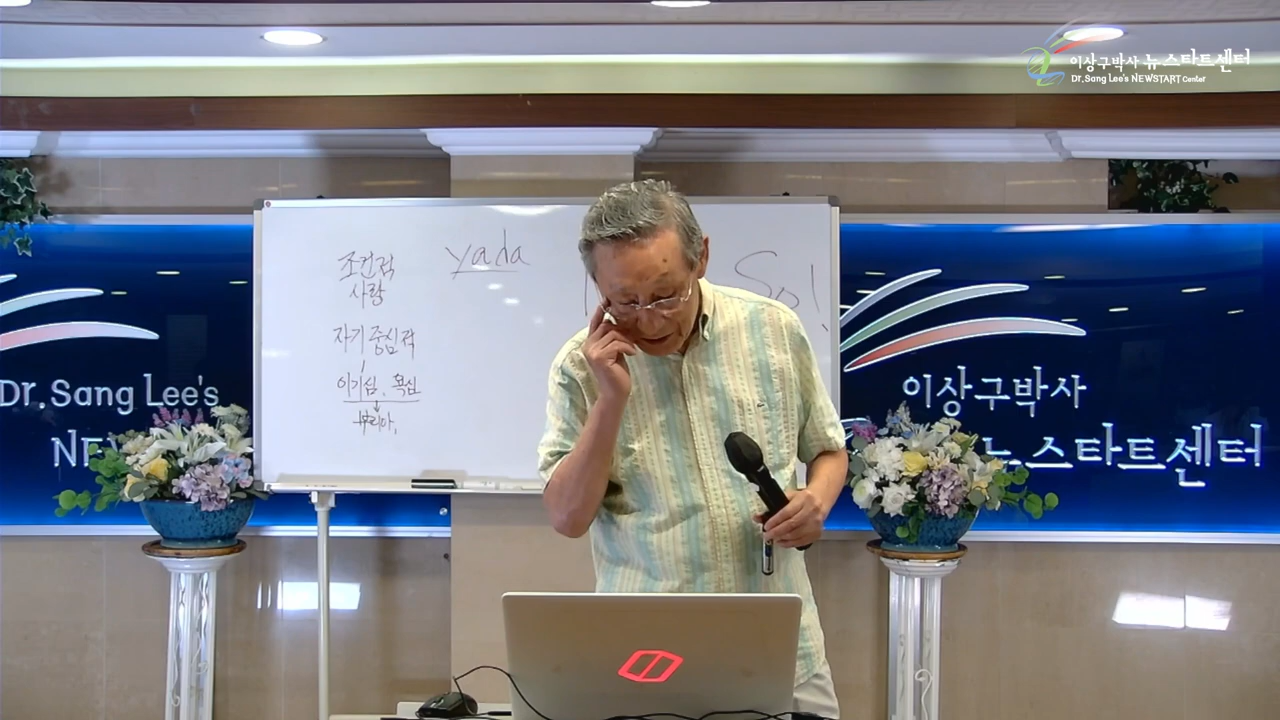 이상구박사 뉴스타트센터
Dr.Sang Lee's NEWSTART Center
조건적
사랑
자기중심적
이기심, 욕심
yada
So!
Dr.Sang Lee's
이상구박사
뉴스타트센터